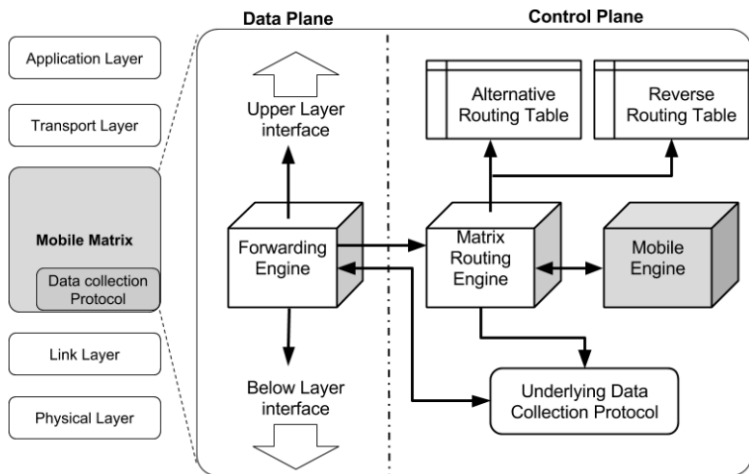 Data Plane
Control Plane
Application Layer
Transport Layer
Mobile Matrix
Data collection
Protocol
Link Layer
Physical Layer
Upper Layer
interface
Forwarding
Engine
Below Layer
interface
Alternative
Routing Table
Reverse
Routing Table
Matrix
Routing
Engine
Mobile
Engine
Underlying Data
Collection Protocol